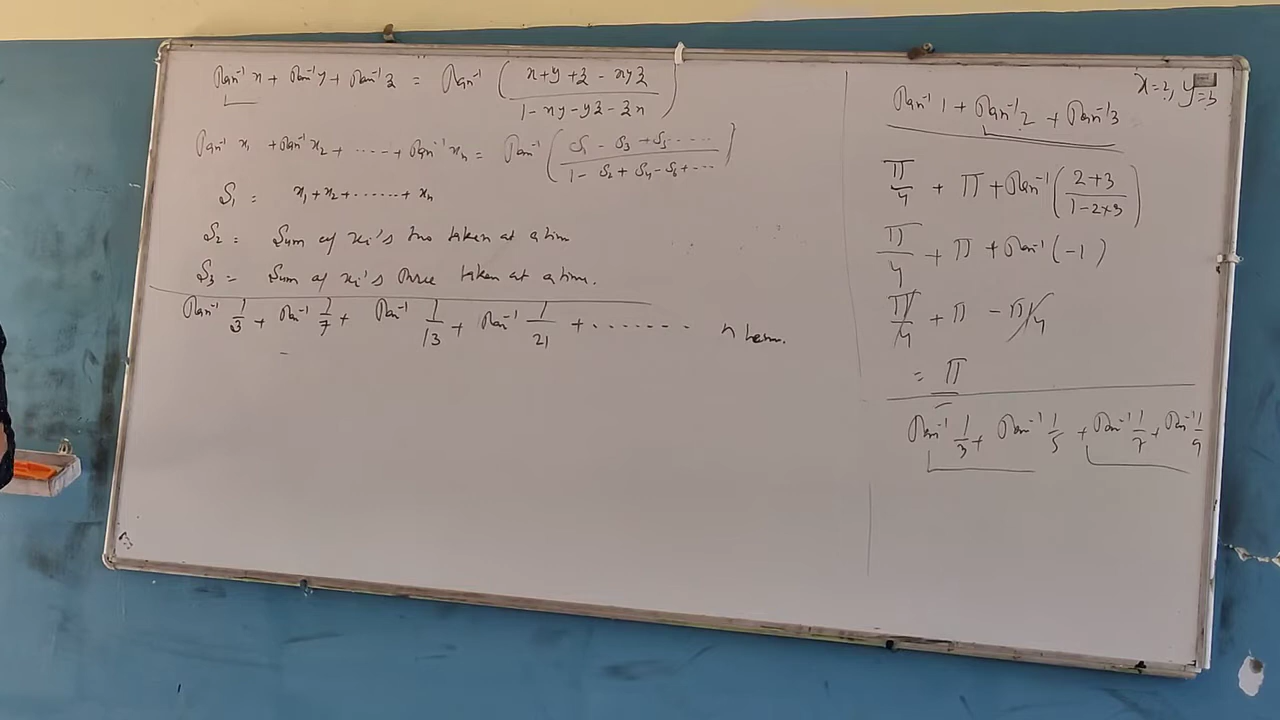 tan⁻¹ x + tan⁻¹ y + tan⁻¹ z = tan⁻¹ ( (x+y+z - xyz) / (1-xy-yz-zx) )
tan⁻¹ x₁ + tan⁻¹ x₂ + ..... + tan⁻¹ xₙ = tan⁻¹ ( (S₁ - S₃ + S₅ .....) / (1 - S₂ + S₄ - S₆ + ...) )
S₁ = x₁ + x₂ + ...... + xₙ
S₂ = Sum of xᵢ's two taken at a tim
S₃ = Sum of xᵢ's three taken at a time.
tan⁻¹ 1/3 + tan⁻¹ 1/7 + tan⁻¹ 1/13 + tan⁻¹ 1/21 + ....... n term.
x=2, y=3
tan⁻¹ 1 + tan⁻¹ 2 + tan⁻¹ 3
π/4 + π + tan⁻¹ ( (2+3) / (1-2×3) )
π/4 + π + tan⁻¹ (-1)
π/4 + π - π/4
= π
tan⁻¹ 1/3 + tan⁻¹ 1/5 + tan⁻¹ 1/7 + tan⁻¹ 1/9